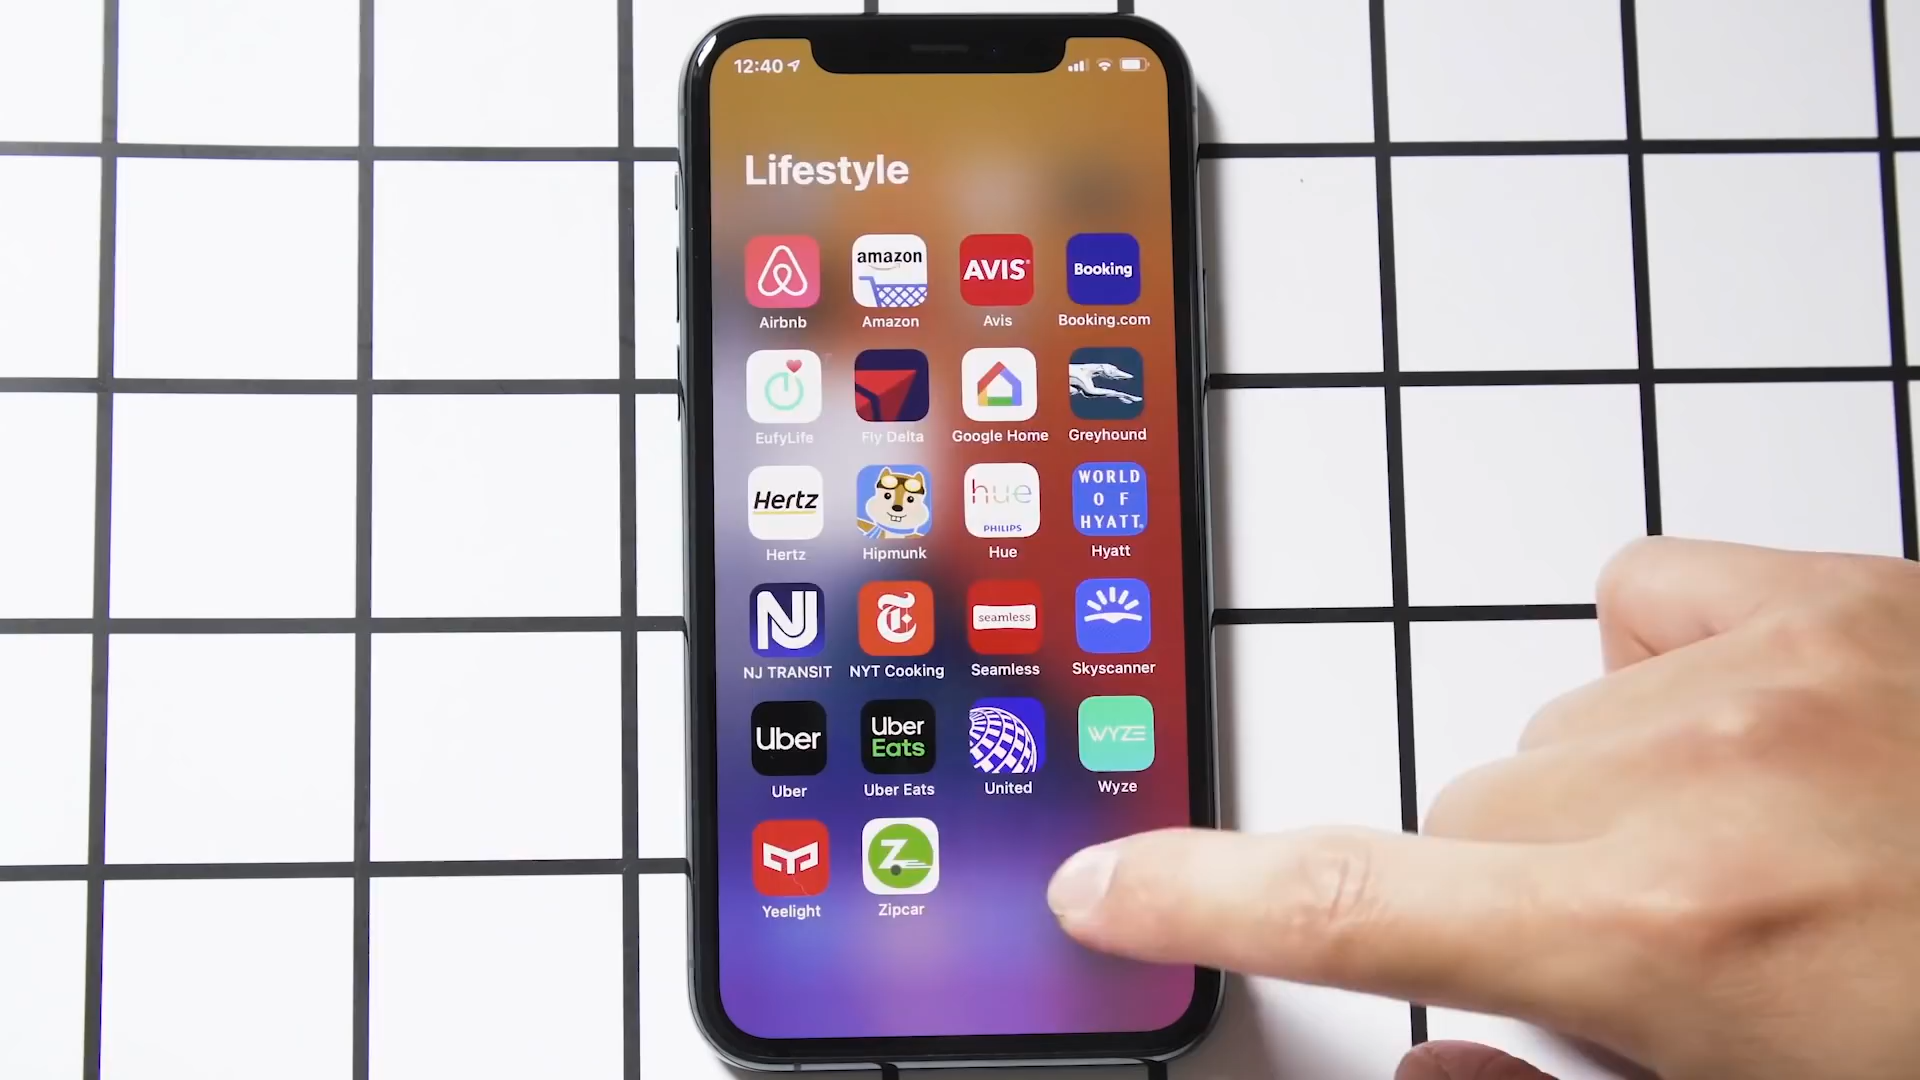 12:40
Lifestyle
AVIS
amazon
Booking
Airbnb
Amazon
Avis
Booking.com
EufyLife
Fly Delta
Google Home
Greyhound
Hertz
hue
PHILIPS
WORLD
OF
HYATT
Hertz
Hipmunk
Hue
Hyatt
NJ
T
seamless
NJ TRANSIT
NYT Cooking
Seamless
Skyscanner
Uber
Uber
Eats
WYZE
Uber
Uber Eats
United
Wyze
Z
Yeelight
Zipcar